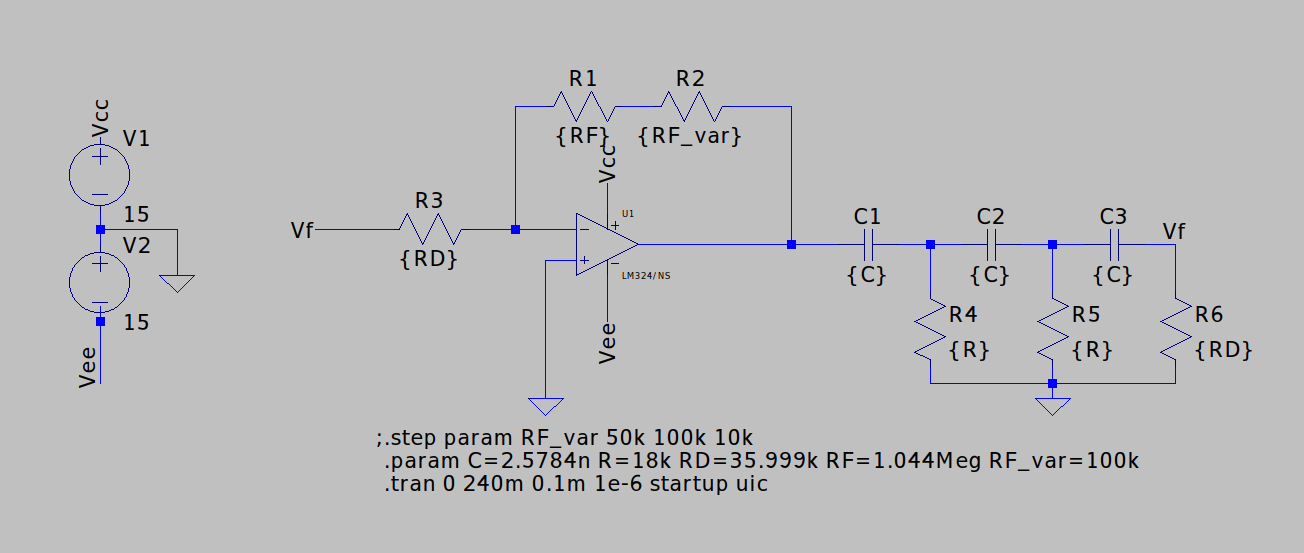 Vcc
V1
15
V2
15
Vee
R1
{RF}
R2
{RF_var}
Vcc
R3
Vf
{RD}
U1
LM324/NS
Vee
C1
{C}
C2
{C}
C3
{C}
Vf
R4
{R}
R5
{R}
R6
{RD}
;.step param RF_var 50k 100k 10k
.param C=2.5784n R=18k RD=35.999k RF=1.044Meg RF_var=100k
.tran 0 240m 0.1m 1e-6 startup uic